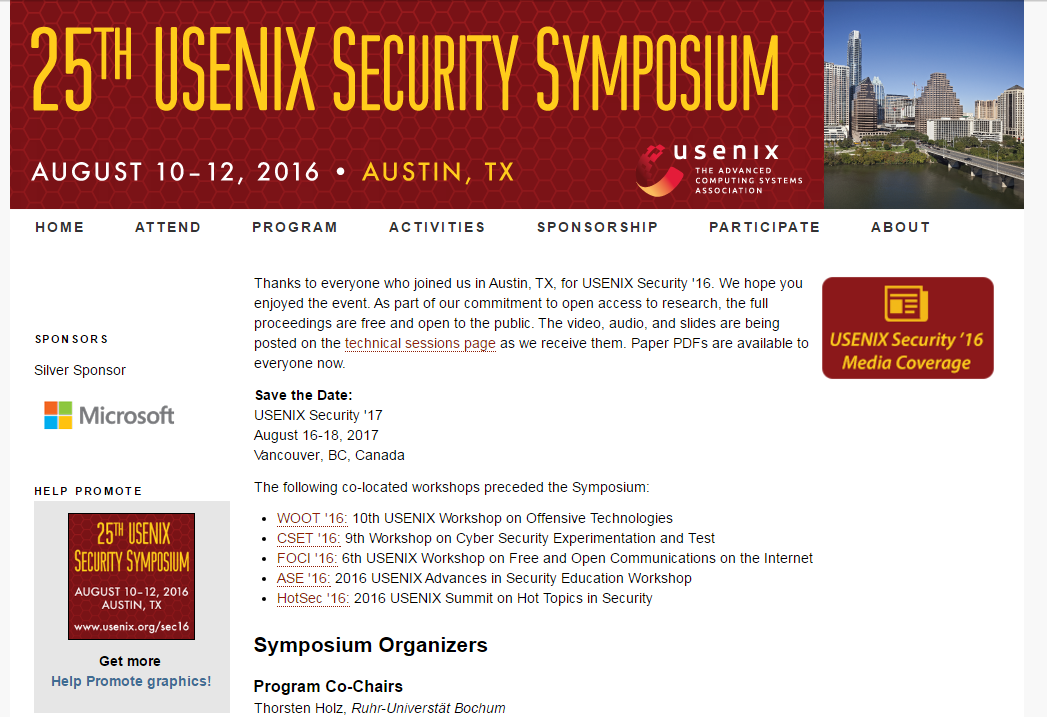 25TH USENIX SECURITY SYMPOSIUM
AUGUST 10–12, 2016 • AUSTIN, TX
usenix
THE ADVANCED
COMPUTING SYSTEMS
ASSOCIATION
HOME ATTEND PROGRAM ACTIVITIES SPONSORSHIP PARTICIPATE ABOUT
SPONSORS
Silver Sponsor
Microsoft
HELP PROMOTE
25TH USENIX
SECURITY SYMPOSIUM
AUGUST 10–12, 2016
AUSTIN, TX
www.usenix.org/sec16
Get more
Help Promote graphics!
Thanks to everyone who joined us in Austin, TX, for USENIX Security '16. We hope you
enjoyed the event. As part of our commitment to open access to research, the full
proceedings are free and open to the public. The video, audio, and slides are being
posted on the technical sessions page as we receive them. Paper PDFs are available to
everyone now.
Save the Date:
USENIX Security '17
August 16-18, 2017
Vancouver, BC, Canada
The following co-located workshops preceded the Symposium:
• WOOT '16: 10th USENIX Workshop on Offensive Technologies
• CSET '16: 9th Workshop on Cyber Security Experimentation and Test
• FOCI '16: 6th USENIX Workshop on Free and Open Communications on the Internet
• ASE '16: 2016 USENIX Advances in Security Education Workshop
• HotSec '16: 2016 USENIX Summit on Hot Topics in Security
Symposium Organizers
Program Co-Chairs
Thorsten Holz, Ruhr-Universtät Bochum
USENIX Security '16
Media Coverage